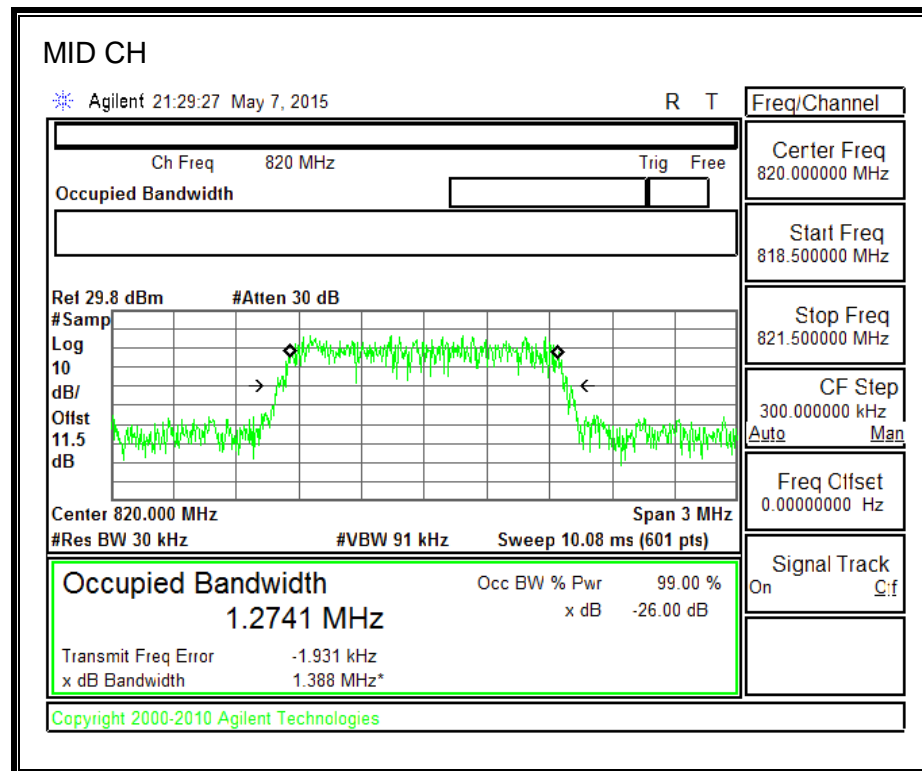 MID CH
Agilent 21:29:27 May 7, 2015 R T
Freq/Channel
Ch Freq 820 MHz Trig Free
Occupied Bandwidth
Center Freq
820.000000 MHz
Start Freq
818.500000 MHz
Stop Freq
821.500000 MHz
CF Step
300.000000 kHz
Auto Man
Freq Offset
0.00000000 Hz
Signal Track
On Off
Ref 29.8 dBm #Atten 30 dB
#Samp
Log
10
dB/
Offst
11.5
dB
Center 820.000 MHz Span 3 MHz
#Res BW 30 kHz #VBW 91 kHz Sweep 10.08 ms (601 pts)
Occupied Bandwidth Occ BW % Pwr 99.00 %
1.2741 MHz x dB -26.00 dB
Transmit Freq Error -1.931 kHz
x dB Bandwidth 1.388 MHz*
Copyright 2000-2010 Agilent Technologies